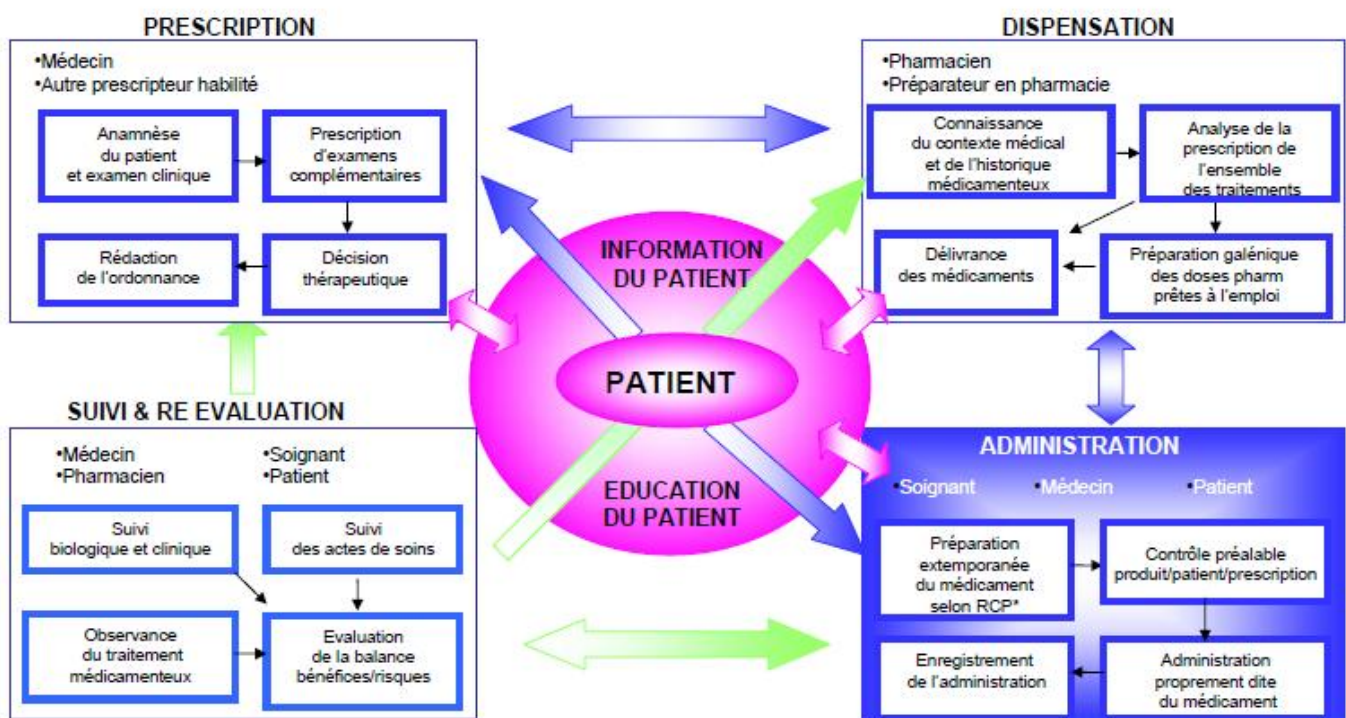 PRESCRIPTION
•Médecin
•Autre prescripteur habilité
Anamnèse
du patient
et examen clinique
Prescription
d'examens
complémentaires
Rédaction
de l'ordonnance
Décision
thérapeutique
DISPENSATION
•Pharmacien
•Préparateur en pharmacie
Connaissance
du contexte médical
et de l'historique
médicamenteux
Analyse de la
prescription de
l'ensemble
des traitements
Délivrance
des médicaments
Préparation galénique
des doses pharm
prêtes à l'emploi
INFORMATION
DU PATIENT
PATIENT
EDUCATION
DU PATIENT
SUIVI & RE EVALUATION
•Médecin
•Pharmacien
•Soignant
•Patient
Suivi
biologique et clinique
Suivi
des actes de soins
Observance
du traitement
médicamenteux
Evaluation
de la balance
bénéfices/risques
ADMINISTRATION
•Soignant •Médecin •Patient
Préparation
extemporanée
du médicament
selon RCP*
Contrôle préalable
produit/patient/prescription
Enregistrement
de l'administration
Administration
proprement dite
du médicament